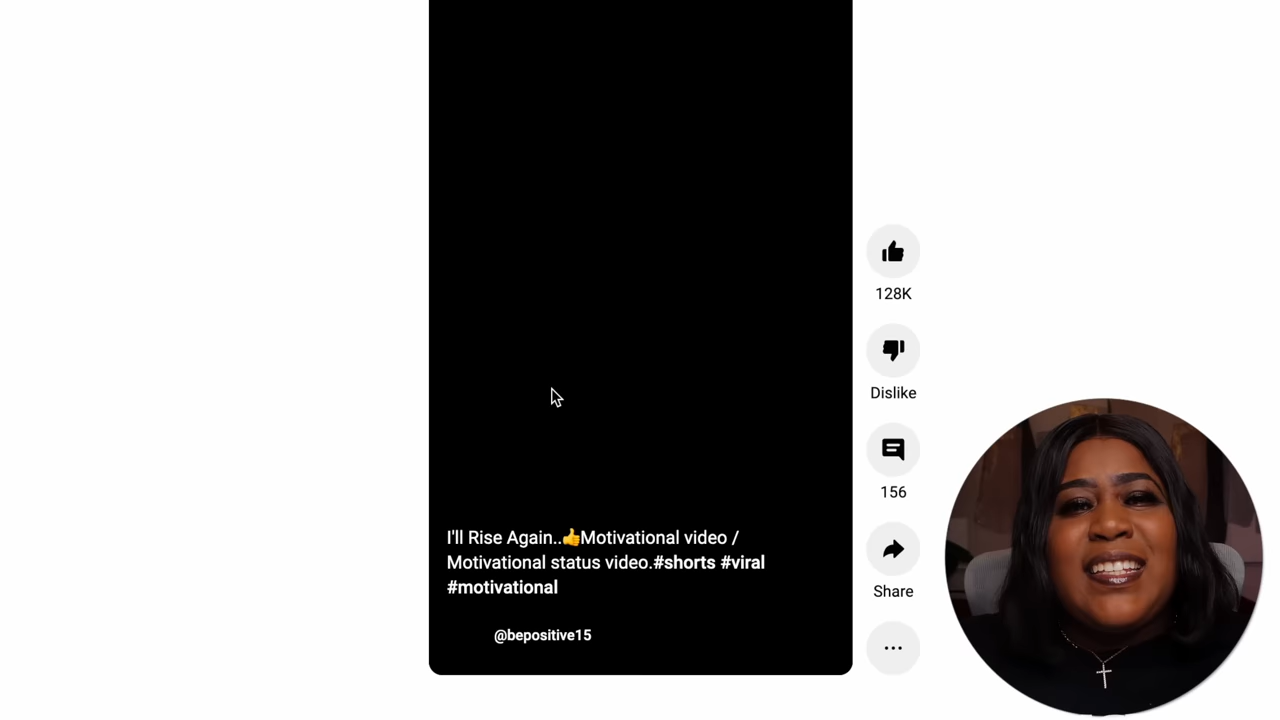 128K
Dislike
156
I'll Rise Again..👍Motivational video /
Motivational status video.#shorts #viral
#motivational
Share
@bepositive15